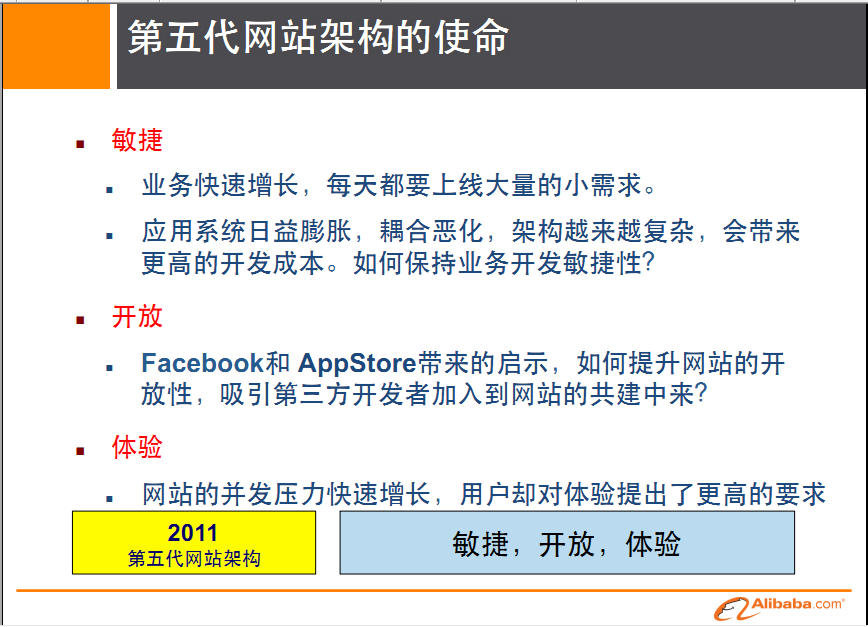 第五代网站架构的使命
敏捷
业务快速增长，每天都要上线大量的小需求。
应用系统日益膨胀，耦合恶化，架构越来越复杂，会带来
更高的开发成本。如何保持业务开发敏捷性?
开放
Facebook和 AppStore带来的启示，如何提升网站的开
放性，吸引第三方开发者加入到网站的共建中来?
体验
网站的并发压力快速增长，用户却对体验提出了更高的要求
2011
第五代网站架构
敏捷，开放，体验
Alibaba.com®